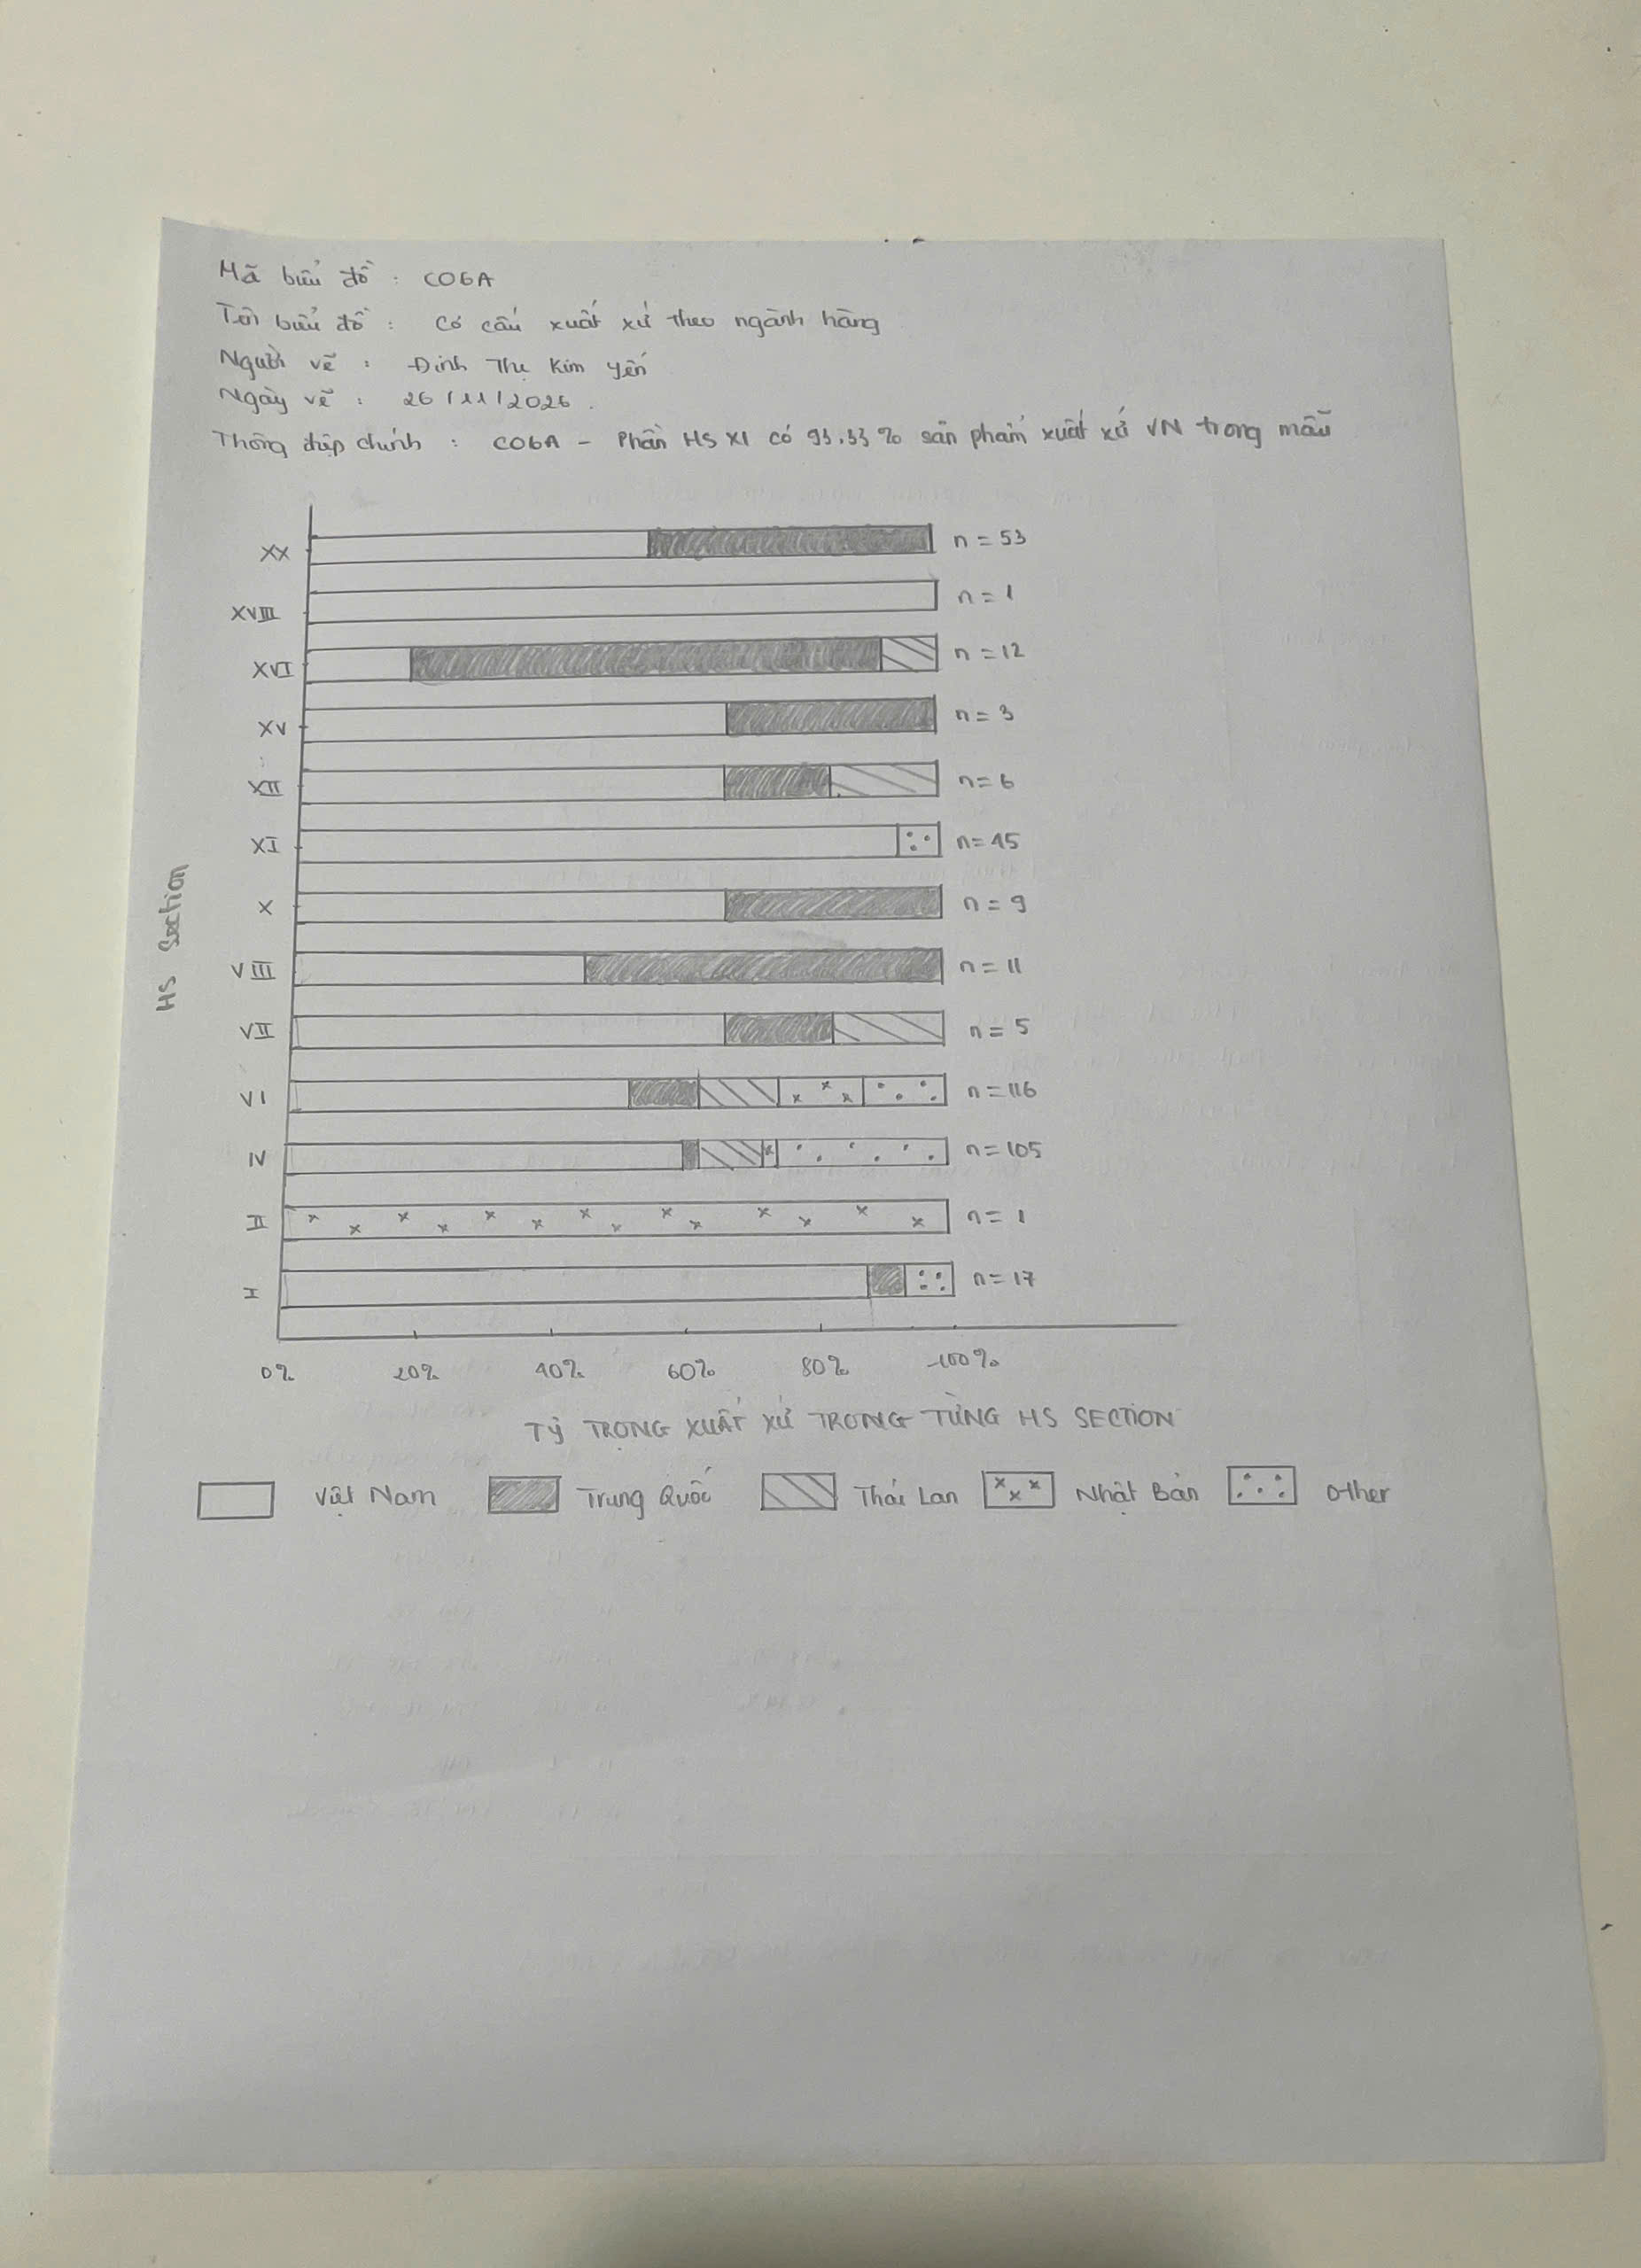 Mã biểu đồ : C06A
Tên biểu đồ : Cơ cấu xuất xứ theo ngành hàng
Người vẽ : Đinh Thị Kim Yến
Ngày vẽ : 26/11/2026.
Thông điệp chính : C06A - Phần HS XI có 93.33% sản phẩm xuất xứ VN trong mẫu
XX n = 53
XVIII n = 1
XVI n = 12
XV n = 3
XII n = 6
XI n = 45
X n = 9
VIII n = 11
VII n = 5
VI n = 116
IV n = 105
II n = 1
I n = 17
HS Section
0% 20% 40% 60% 80% 100%
TỶ TRỌNG XUẤT XỨ TRONG TỪNG HS SECTION
Việt Nam Trung Quốc Thái Lan Nhật Bản Other